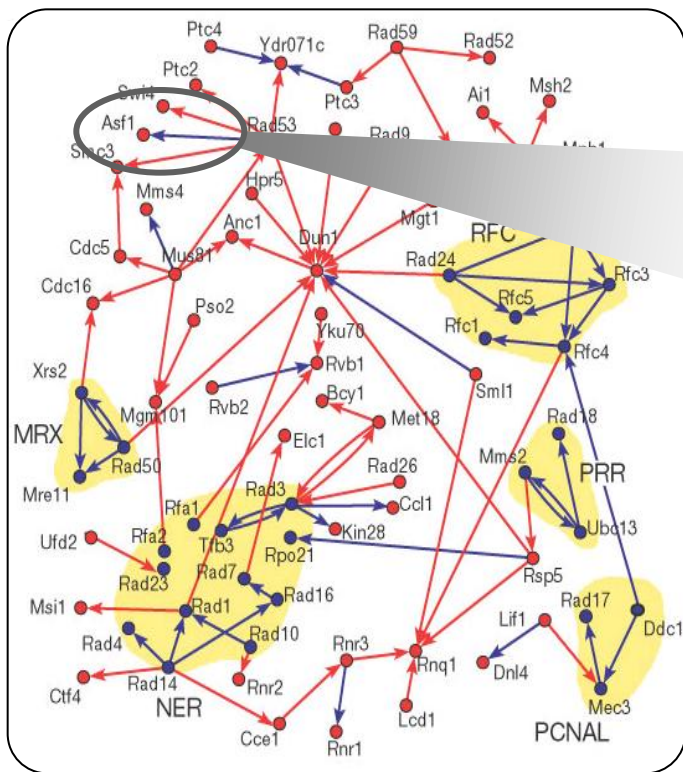 Ptc4
Ydr071c
Rad59
Rad52
Ptc2
Ptc3
Ai1
Msh2
Swi4
Asf1
Rad53
Rad9
Smc3
Mms4
Hpr5
Mgt1
Anc1
Dun1
RFC
Cdc5
Mus81
Rad24
Rfc3
Cdc16
Pso2
Rfc5
Rfc1
Yku70
Rfc4
Xrs2
Rvb1
Rvb2
Sml1
Mgm101
Bcy1
Met18
MRX
Rad50
Elc1
Rad18
Mms2
PRR
Rad26
Mre11
Rad3
Rfa1
Ccl1
Ufd2
Rfa2
Tfb3
Kin28
Rpo21
Ubc13
Rad23
Rad7
Rsp5
Msi1
Rad1
Rad16
Rad17
Lif1
Ddc1
Rad4
Rad10
Rnr3
Rnq1
Rad14
Rnr2
Dnl4
Ctf4
NER
Lcd1
Mec3
Cce1
Rnr1
PCNAL